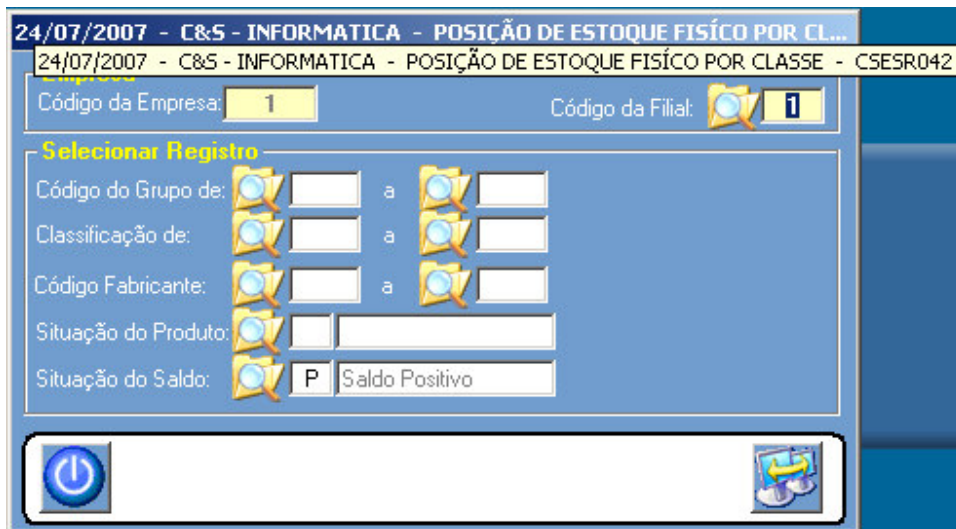 24/07/2007 - C&S - INFORMATICA - POSIÇÃO DE ESTOQUE FISÍCO POR CL...
24/07/2007 - C&S - INFORMATICA - POSIÇÃO DE ESTOQUE FISÍCO POR CLASSE - CSESR042
Empresa
Código da Empresa: 1 Código da Filial: 1
Selecionar Registro
Código do Grupo de: a
Classificação de: a
Código Fabricante: a
Situação do Produto:
Situação do Saldo: P Saldo Positivo